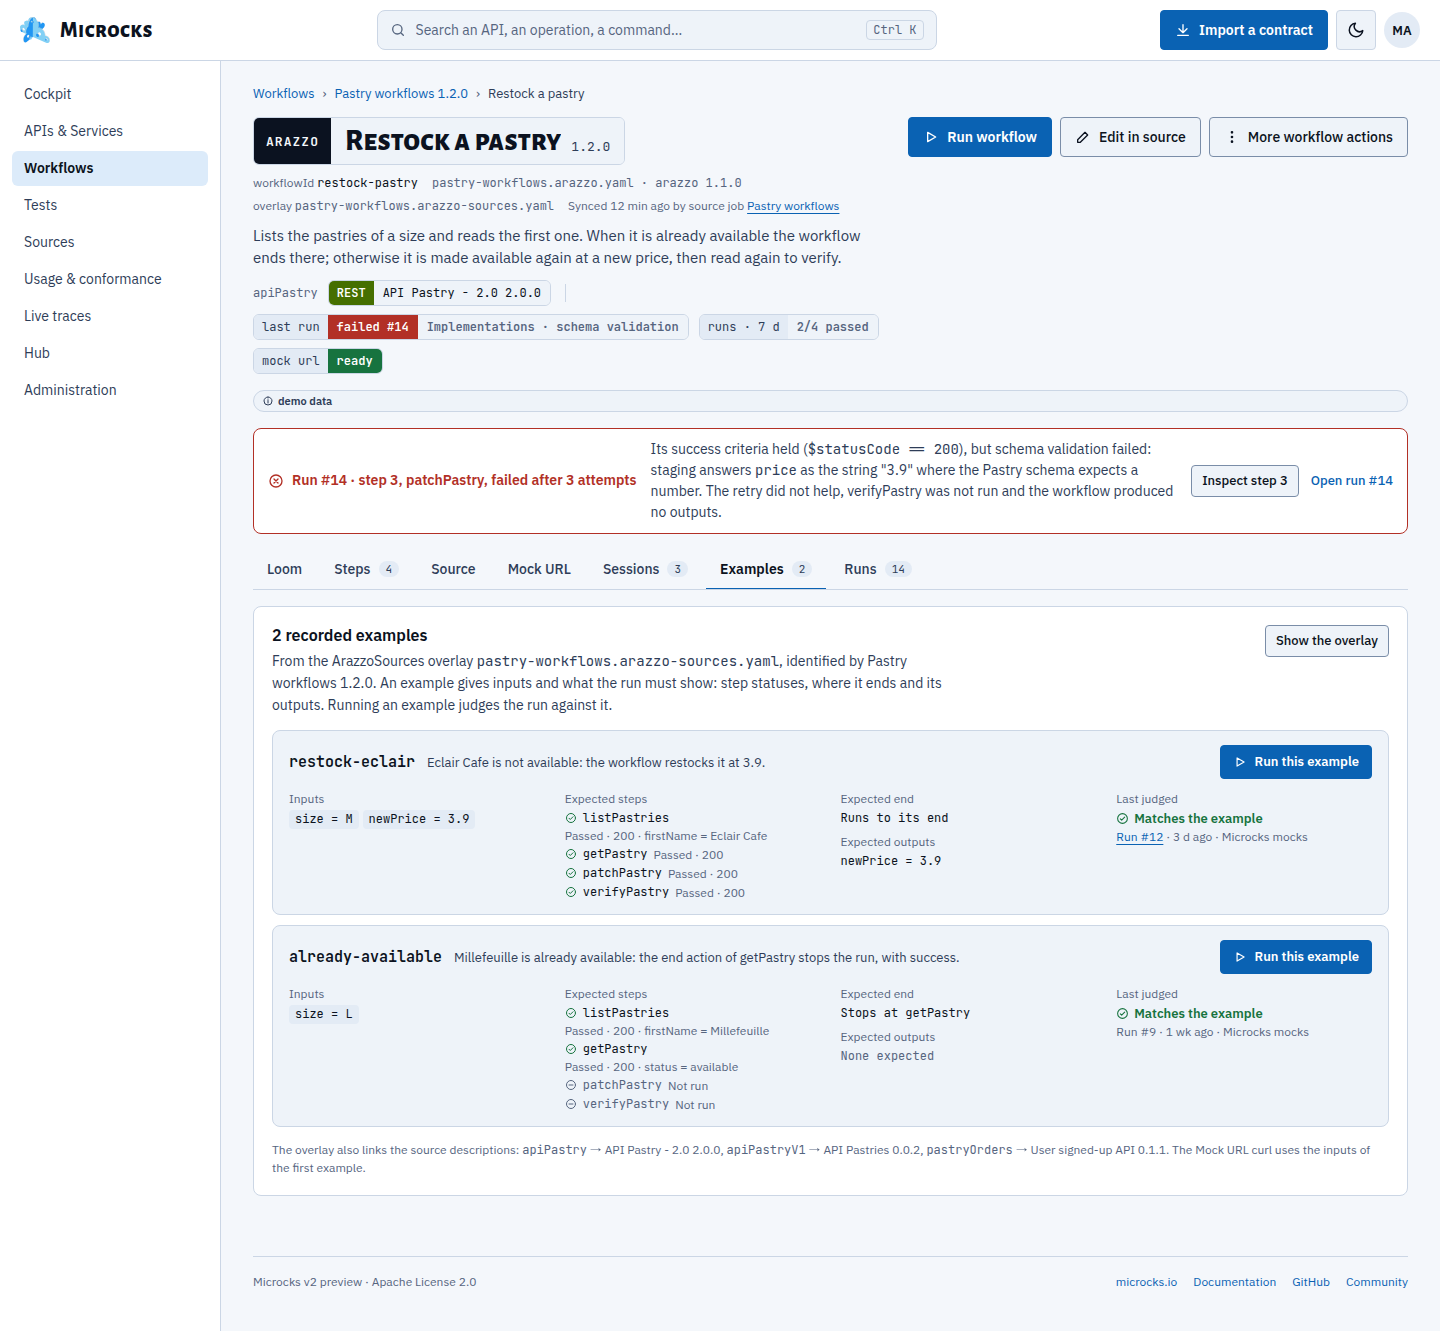 MICROCKS
Search an API, an operation, a command...
Ctrl K
Import a contract
MA
Cockpit
APIs & Services
Workflows
Tests
Sources
Usage & conformance
Live traces
Hub
Administration
Workflows › Pastry workflows 1.2.0 › Restock a pastry
ARAZZO RESTOCK A PASTRY 1.2.0
Run workflow
Edit in source
More workflow actions
workflowId restock-pastry pastry-workflows.arazzo.yaml · arazzo 1.1.0
overlay pastry-workflows.arazzo-sources.yaml Synced 12 min ago by source job Pastry workflows
Lists the pastries of a size and reads the first one. When it is already available the workflow
ends there; otherwise it is made available again at a new price, then read again to verify.
apiPastry REST API Pastry - 2.0 2.0.0
last run failed #14 Implementations · schema validation runs · 7 d 2/4 passed
mock url ready
demo data
Run #14 · step 3, patchPastry, failed after 3 attempts
Its success criteria held ($statusCode == 200), but schema validation failed:
staging answers price as the string "3.9" where the Pastry schema expects a
number. The retry did not help, verifyPastry was not run and the workflow produced
no outputs.
Inspect step 3
Open run #14
Loom
Steps 4
Source
Mock URL
Sessions 3
Examples 2
Runs 14
2 recorded examples
From the ArazzoSources overlay pastry-workflows.arazzo-sources.yaml, identified by Pastry
workflows 1.2.0. An example gives inputs and what the run must show: step statuses, where it ends and its
outputs. Running an example judges the run against it.
Show the overlay
restock-eclair Eclair Cafe is not available: the workflow restocks it at 3.9.
Run this example
Inputs
size = M newPrice = 3.9
Expected steps
listPastries
Passed · 200 · firstName = Eclair Cafe
getPastry Passed · 200
patchPastry Passed · 200
verifyPastry Passed · 200
Expected end
Runs to its end
Expected outputs
newPrice = 3.9
Last judged
Matches the example
Run #12 · 3 d ago · Microcks mocks
already-available Millefeuille is already available: the end action of getPastry stops the run, with success.
Run this example
Inputs
size = L
Expected steps
listPastries
Passed · 200 · firstName = Millefeuille
getPastry
Passed · 200 · status = available
patchPastry Not run
verifyPastry Not run
Expected end
Stops at getPastry
Expected outputs
None expected
Last judged
Matches the example
Run #9 · 1 wk ago · Microcks mocks
The overlay also links the source descriptions: apiPastry → API Pastry - 2.0 2.0.0, apiPastryV1 → API Pastries 0.0.2, pastryOrders → User signed-up API 0.1.1. The Mock URL curl uses the inputs of
the first example.
Microcks v2 preview · Apache License 2.0
microcks.io
Documentation
GitHub
Community